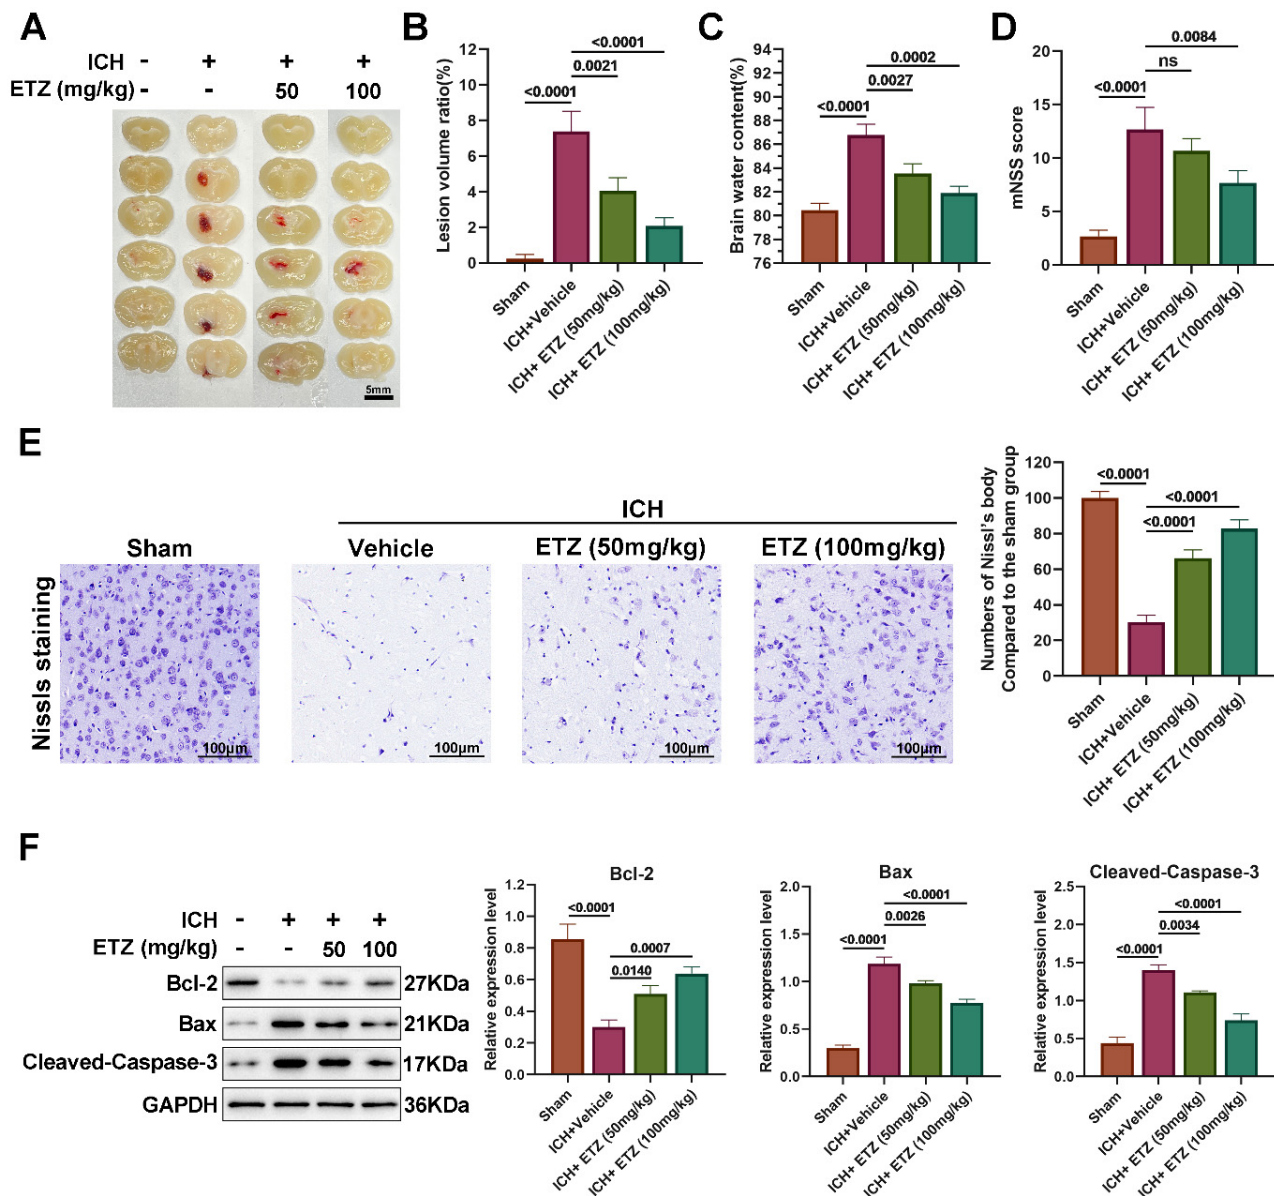 A
ICH - + + +
ETZ (mg/kg) - - 50 100
5mm
B
Lesion volume ratio(%)
12
10
8
6
4
2
0
<0.0001
0.0021
<0.0001
Sham
ICH+Vehicle
ICH+ ETZ (50mg/kg)
ICH+ ETZ (100mg/kg)
C
Brain water content(%)
94
92
90
88
86
84
82
80
78
76
0.0002
0.0027
<0.0001
Sham
ICH+Vehicle
ICH+ ETZ (50mg/kg)
ICH+ ETZ (100mg/kg)
D
mNSS score
20
15
10
5
0
0.0084
ns
<0.0001
Sham
ICH+Vehicle
ICH+ ETZ (50mg/kg)
ICH+ ETZ (100mg/kg)
E
ICH
Sham
Vehicle
ETZ (50mg/kg)
ETZ (100mg/kg)
Nissls staining
100μm
100μm
100μm
100μm
Numbers of Nissl's body
Compared to the sham group
120
100
80
60
40
20
0
<0.0001
<0.0001
<0.0001
Sham
ICH+Vehicle
ICH+ ETZ (50mg/kg)
ICH+ ETZ (100mg/kg)
F
ICH - + + +
ETZ (mg/kg) - - 50 100
Bcl-2 27KDa
Bax 21KDa
Cleaved-Caspase-3 17KDa
GAPDH 36KDa
Bcl-2
Relative expression level
1.2
1.0
0.8
0.6
0.4
0.2
0.0
<0.0001
0.0007
0.0140
Sham
ICH+Vehicle
ICH+ ETZ (50mg/kg)
ICH+ ETZ (100mg/kg)
Bax
Relative expression level
2.0
1.5
1.0
0.5
0.0
<0.0001
0.0026
<0.0001
Sham
ICH+Vehicle
ICH+ ETZ (50mg/kg)
ICH+ ETZ (100mg/kg)
Cleaved-Caspase-3
Relative expression level
2.5
2.0
1.5
1.0
0.5
0.0
<0.0001
0.0034
<0.0001
Sham
ICH+Vehicle
ICH+ ETZ (50mg/kg)
ICH+ ETZ (100mg/kg)